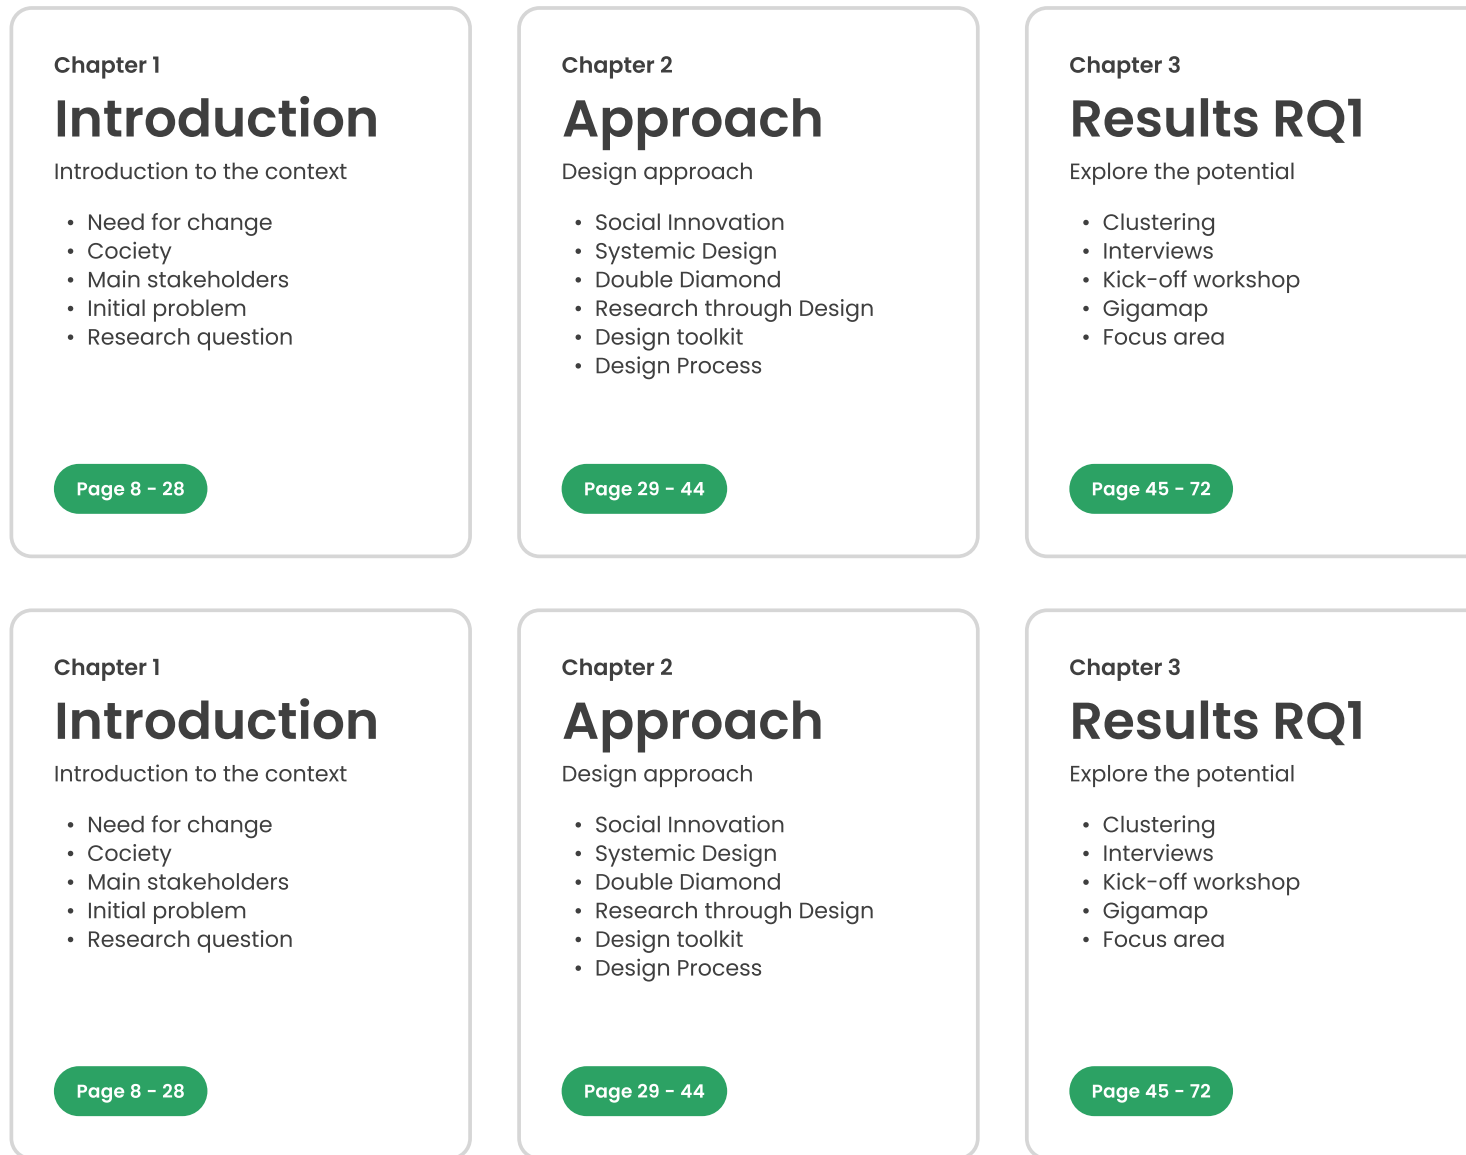 Chapter 1
Introduction
Introduction to the context
• Need for change
• Cociety
• Main stakeholders
• Initial problem
• Research question
Page 8 - 28
Chapter 2
Approach
Design approach
• Social Innovation
• Systemic Design
• Double Diamond
• Research through Design
• Design toolkit
• Design Process
Page 29 - 44
Chapter 3
Results RQ1
Explore the potential
• Clustering
• Interviews
• Kick-off workshop
• Gigamap
• Focus area
Page 45 - 72
Chapter 1
Introduction
Introduction to the context
• Need for change
• Cociety
• Main stakeholders
• Initial problem
• Research question
Page 8 - 28
Chapter 2
Approach
Design approach
• Social Innovation
• Systemic Design
• Double Diamond
• Research through Design
• Design toolkit
• Design Process
Page 29 - 44
Chapter 3
Results RQ1
Explore the potential
• Clustering
• Interviews
• Kick-off workshop
• Gigamap
• Focus area
Page 45 - 72